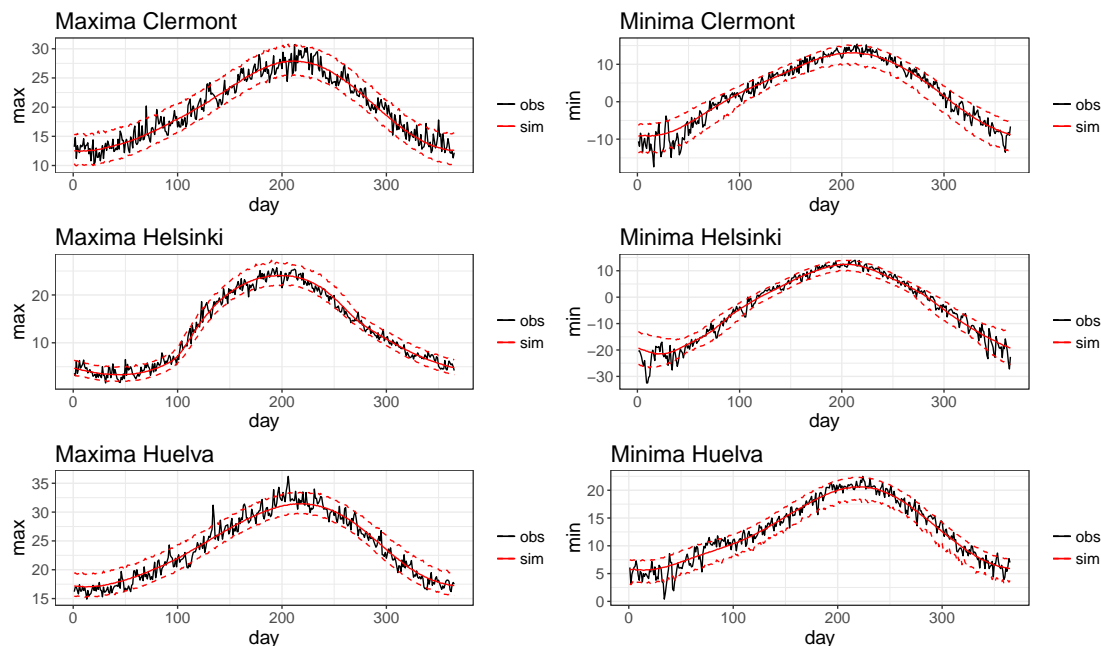 Maxima Clermont
max
30
25
20
15
10
0
100
200
300
day
obs
sim
Minima Clermont
min
10
0
−10
0
100
200
300
day
obs
sim
Maxima Helsinki
max
20
10
0
100
200
300
day
obs
sim
Minima Helsinki
min
10
0
−10
−20
−30
0
100
200
300
day
obs
sim
Maxima Huelva
max
35
30
25
20
15
0
100
200
300
day
obs
sim
Minima Huelva
min
20
15
10
5
0
0
100
200
300
day
obs
sim